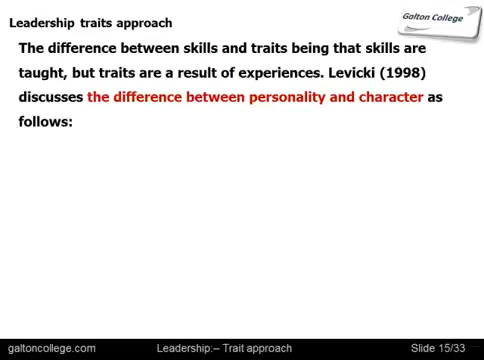 Leadership traits approach
Galton College
The difference between skills and traits being that skills are
taught, but traits are a result of experiences. Levicki (1998)
discusses the difference between personality and character as
follows:
galtoncollege.com
Leadership:– Trait approach
Slide 15/33